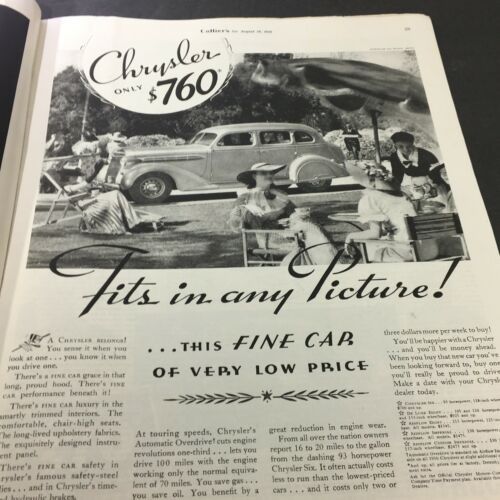 Collier's for August
Chrysler
ONLY $760*
Fits in any Picture!
...THIS FINE CAR
OF VERY LOW PRICE
A CHRYSLER BELONGS!
You sense it when you
look at one... you know it when
you drive one.
There's a FINE CAR grace in that
long, proud hood. There's FINE
CAR performance beneath it!
There's FINE CAR luxury in the
smartly trimmed interiors. The
comfortable, chair-high seats.
The long-lived upholstery fabrics.
The exquisitely designed instru-
ment panel.
There's FINE CAR safety in
Chrysler's famous safety-steel
and in Chrysler's time-
hydraulic brakes.
At touring speeds, Chrysler's
Automatic Overdrive† cuts engine
revolutions one-third... lets you
drive 100 miles with the engine
working only the normal equiva-
lent of 70 miles. You save gas... you
save oil. You benefit by a
great reduction in engine wear.
From all over the nation owners
report 16 to 20 miles to the gallon
from the dashing 93 horsepower
Chrysler Six. It often actually costs
less to run than the lowest-priced
cars... and it costs only two or
three dollars more per week to buy!
You'll be happier with a Chrysler
... and you'll be money ahead.
When you buy that new car you've
been looking forward to, buy one
you'll really be proud to drive.
Make a date with your Chrysler
dealer today.